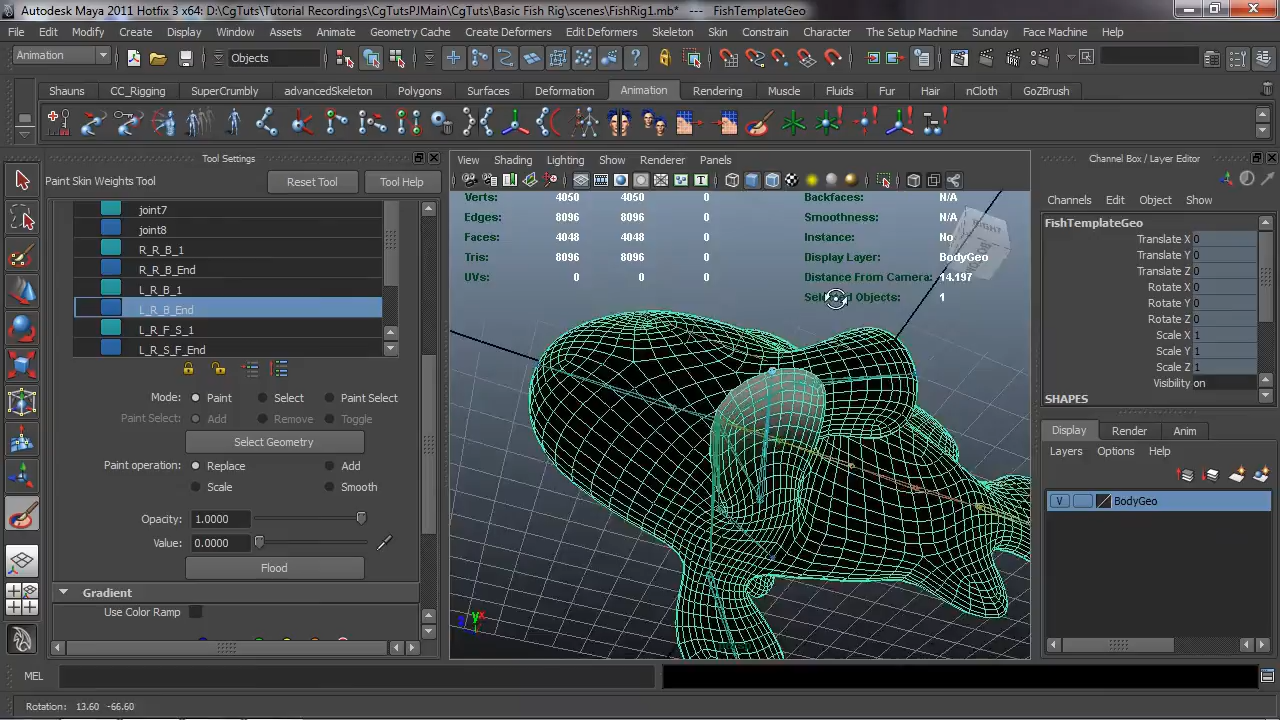 Autodesk Maya 2011 Hotfix 3 x64: D:\CgTuts\Tutorial Recordings\CgTutsPJMain\CgTuts\Basic Fish Rig\scenes\FishRig1.mb* --- FishTemplateGeo
File Edit Modify Create Display Window Assets Animate Geometry Cache Create Deformers Edit Deformers Skeleton Skin Constrain Character The Setup Machine Sunday Face Machine Help
Animation Objects
Shauns CC_Rigging SuperCrumbly advancedSkeleton Polygons Surfaces Deformation Animation Rendering Muscle Fluids Fur Hair nCloth GoZBrush
Tool Settings
Paint Skin Weights Tool Reset Tool Tool Help
joint7
joint8
R_R_B_1
R_R_B_End
L_R_B_1
L_R_B_End
L_R_F_S_1
L_R_S_F_End
Mode: Paint Select Paint Select
Paint Select: Add Remove Toggle
Select Geometry
Paint operation: Replace Add
Scale Smooth
Opacity: 1.0000
Value: 0.0000
Flood
Gradient
Use Color Ramp
View Shading Lighting Show Renderer Panels
Verts: 4050 4050 0
Edges: 8096 8096 0
Faces: 4048 4048 0
Tris: 8096 8096 0
UVs: 0 0 0
Backfaces: N/A
Smoothness: N/A
Instance: No
Display Layer: BodyGeo
Distance From Camera: 14.197
Selected Objects: 1
RIGHT
Channel Box / Layer Editor
Channels Edit Object Show
FishTemplateGeo
Translate X 0
Translate Y 0
Translate Z 0
Rotate X 0
Rotate Y 0
Rotate Z 0
Scale X 1
Scale Y 1
Scale Z 1
Visibility on
SHAPES
Display Render Anim
Layers Options Help
V BodyGeo
MEL
Rotation: 13.60 -66.60